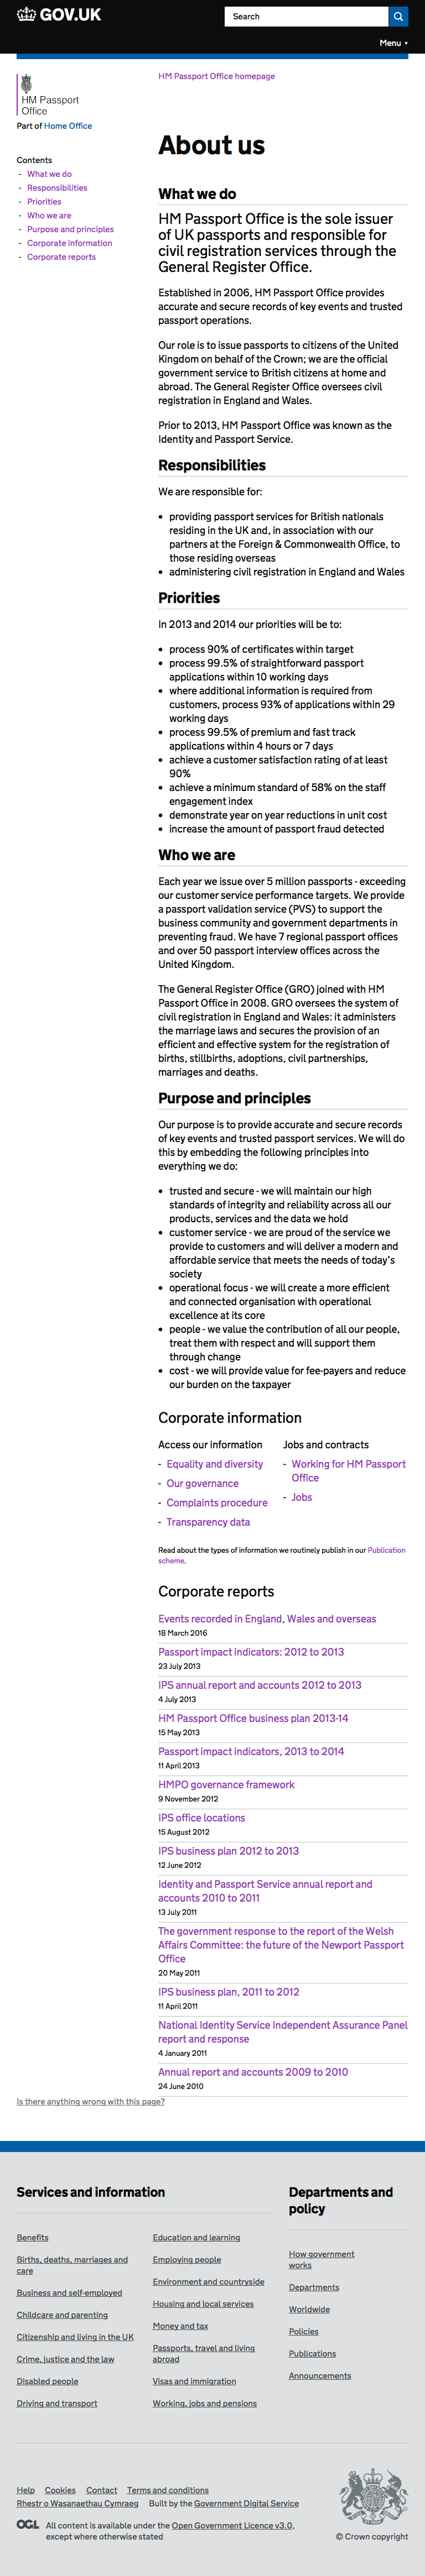 GOV.UK
Search
Menu ▾
HM Passport
Office
Part of Home Office
HM Passport Office homepage
Contents
- What we do
- Responsibilities
- Priorities
- Who we are
- Purpose and principles
- Corporate information
- Corporate reports
About us
What we do
HM Passport Office is the sole issuer
of UK passports and responsible for
civil registration services through the
General Register Office.
Established in 2006, HM Passport Office provides
accurate and secure records of key events and trusted
passport operations.
Our role is to issue passports to citizens of the United
Kingdom on behalf of the Crown; we are the official
government service to British citizens at home and
abroad. The General Register Office oversees civil
registration in England and Wales.
Prior to 2013, HM Passport Office was known as the
Identity and Passport Service.
Responsibilities
We are responsible for:
• providing passport services for British nationals
residing in the UK and, in association with our
partners at the Foreign & Commonwealth Office, to
those residing overseas
• administering civil registration in England and Wales
Priorities
In 2013 and 2014 our priorities will be to:
• process 90% of certificates within target
• process 99.5% of straightforward passport
applications within 10 working days
• where additional information is required from
customers, process 93% of applications within 29
working days
• process 99.5% of premium and fast track
applications within 4 hours or 7 days
• achieve a customer satisfaction rating of at least
90%
• achieve a minimum standard of 58% on the staff
engagement index
• demonstrate year on year reductions in unit cost
• increase the amount of passport fraud detected
Who we are
Each year we issue over 5 million passports - exceeding
our customer service performance targets. We provide
a passport validation service (PVS) to support the
business community and government departments in
preventing fraud. We have 7 regional passport offices
and over 50 passport interview offices across the
United Kingdom.
The General Register Office (GRO) joined with HM
Passport Office in 2008. GRO oversees the system of
civil registration in England and Wales: it administers
the marriage laws and secures the provision of an
efficient and effective system for the registration of
births, stillbirths, adoptions, civil partnerships,
marriages and deaths.
Purpose and principles
Our purpose is to provide accurate and secure records
of key events and trusted passport services. We will do
this by embedding the following principles into
everything we do:
• trusted and secure - we will maintain our high
standards of integrity and reliability across all our
products, services and the data we hold
• customer service - we are proud of the service we
provide to customers and will deliver a modern and
affordable service that meets the needs of today's
society
• operational focus - we will create a more efficient
and connected organisation with operational
excellence at its core
• people - we value the contribution of all our people,
treat them with respect and will support them
through change
• cost - we will provide value for fee-payers and reduce
our burden on the taxpayer
Corporate information
Access our information
- Equality and diversity
- Our governance
- Complaints procedure
- Transparency data
Jobs and contracts
- Working for HM Passport
Office
- Jobs
Read about the types of information we routinely publish in our Publication
scheme.
Corporate reports
Events recorded in England, Wales and overseas
18 March 2016
Passport impact indicators: 2012 to 2013
23 July 2013
IPS annual report and accounts 2012 to 2013
4 July 2013
HM Passport Office business plan 2013-14
15 May 2013
Passport impact indicators, 2013 to 2014
11 April 2013
HMPO governance framework
9 November 2012
IPS office locations
15 August 2012
IPS business plan 2012 to 2013
12 June 2012
Identity and Passport Service annual report and
accounts 2010 to 2011
13 July 2011
The government response to the report of the Welsh
Affairs Committee: the future of the Newport Passport
Office
20 May 2011
IPS business plan, 2011 to 2012
11 April 2011
National Identity Service Independent Assurance Panel
report and response
4 January 2011
Annual report and accounts 2009 to 2010
24 June 2010
Is there anything wrong with this page?
Services and information
Benefits
Births, deaths, marriages and
care
Business and self-employed
Childcare and parenting
Citizenship and living in the UK
Crime, justice and the law
Disabled people
Driving and transport
Education and learning
Employing people
Environment and countryside
Housing and local services
Money and tax
Passports, travel and living
abroad
Visas and immigration
Working, jobs and pensions
Departments and
policy
How government
works
Departments
Worldwide
Policies
Publications
Announcements
Help Cookies Contact Terms and conditions
Rhestr o Wasanaethau Cymraeg Built by the Government Digital Service
OGL All content is available under the Open Government Licence v3.0,
except where otherwise stated
© Crown copyright